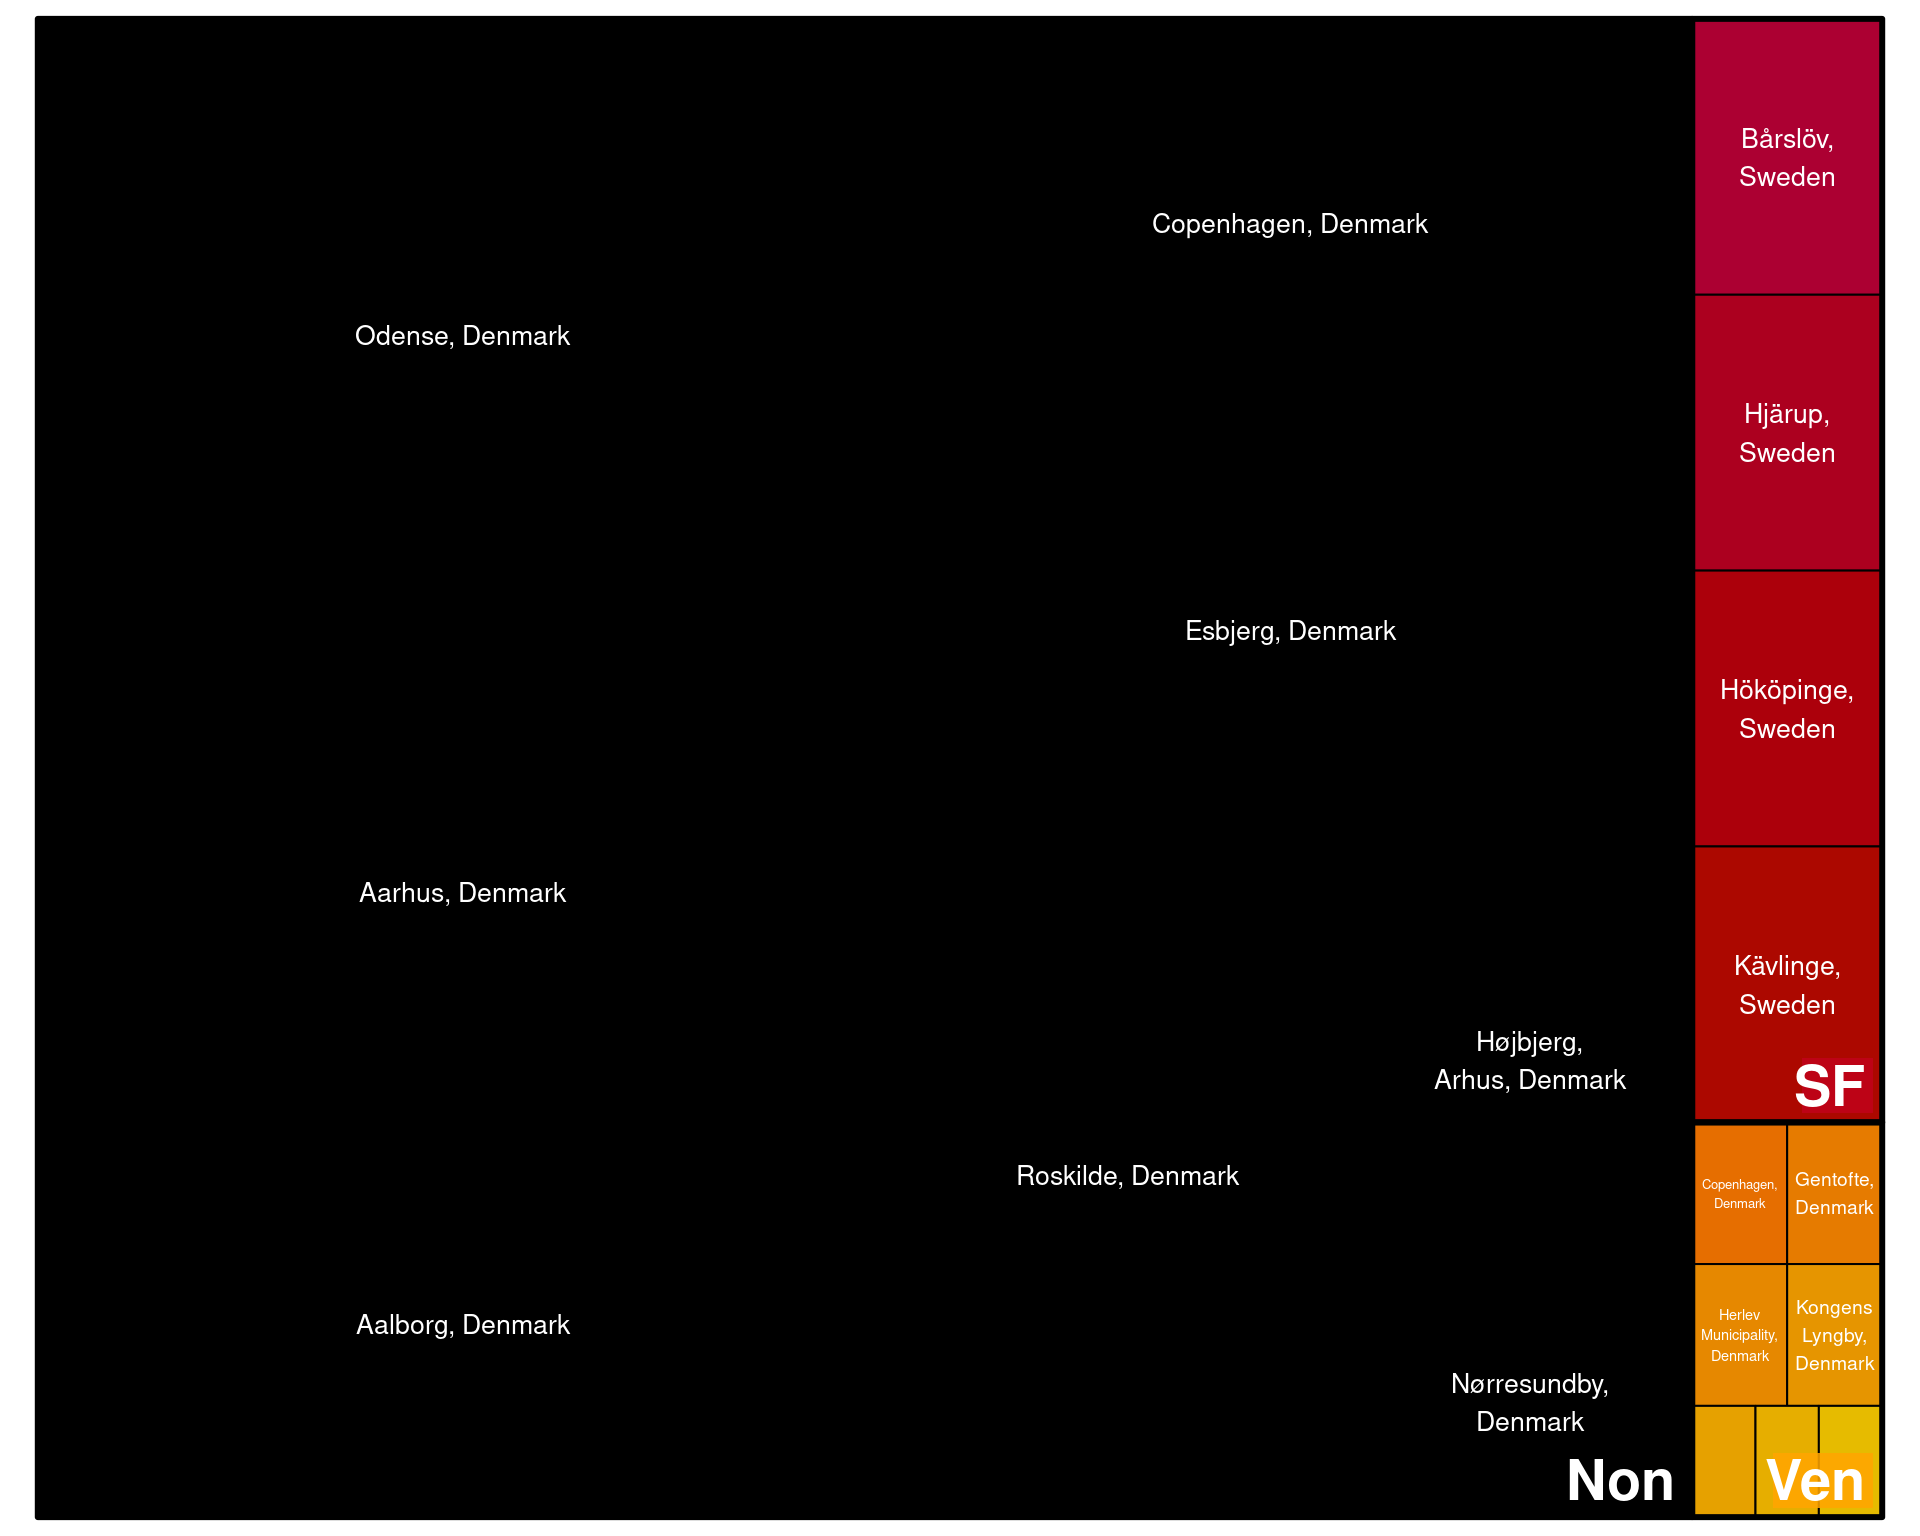 Bårslöv,
Sweden
Copenhagen, Denmark
Odense, Denmark
Hjärup,
Sweden
Esbjerg, Denmark
Hököpinge,
Sweden
Aarhus, Denmark
Kävlinge,
Sweden
Højbjerg,
Arhus, Denmark
SF
Roskilde, Denmark
Copenhagen,
Denmark
Gentofte,
Denmark
Aalborg, Denmark
Herlev
Municipality,
Denmark
Kongens
Lyngby,
Denmark
Nørresundby,
Denmark
Non
Ven